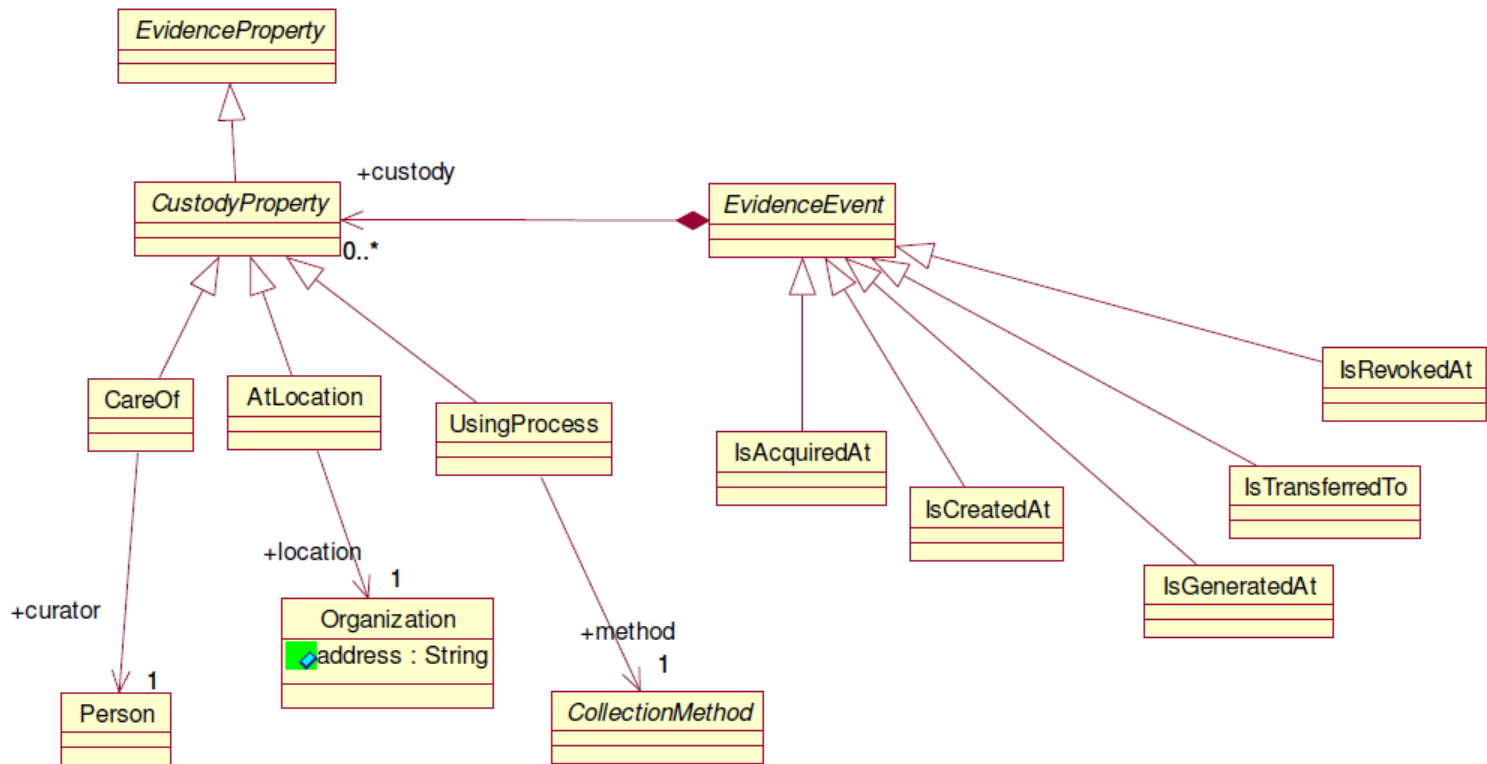 EvidenceProperty
+custody
CustodyProperty
EvidenceEvent
0..*
IsRevokedAt
CareOf
AtLocation
UsingProcess
IsAcquiredAt
IsTransferredTo
IsCreatedAt
+location
1
IsGeneratedAt
+curator
Organization
address : String
+method
1
1
Person
CollectionMethod